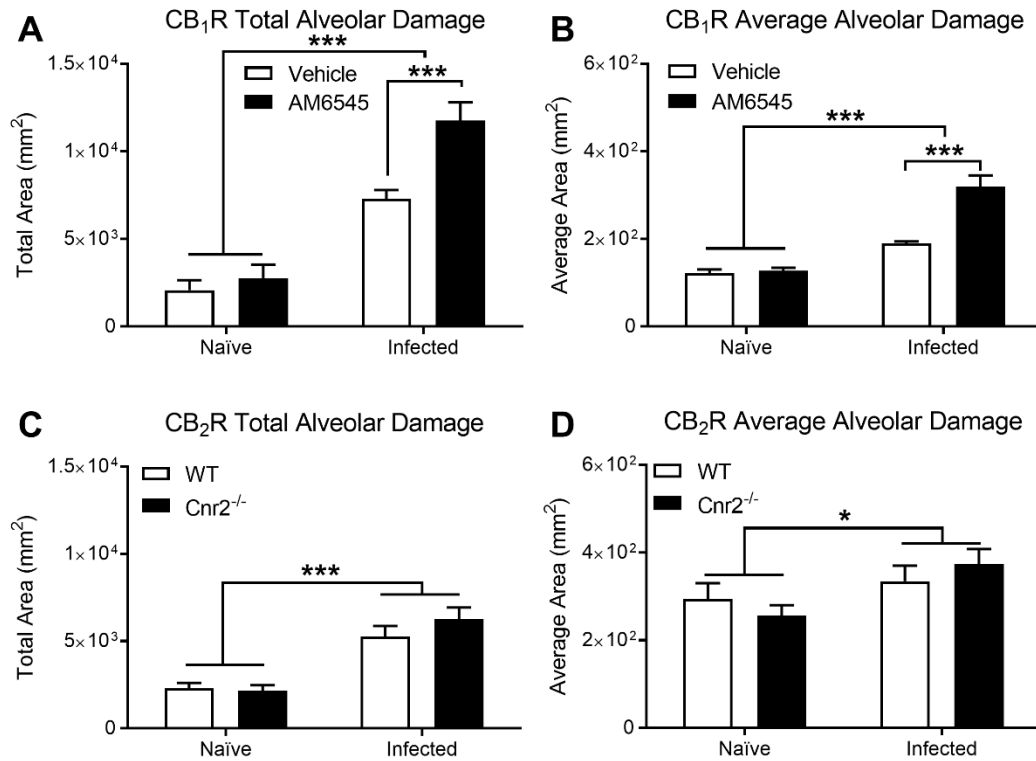 A
CB₁R Total Alveolar Damage
***
Vehicle
AM6545
***
1.5×10⁴
1×10⁴
5×10³
0
Total Area (mm²)
Naïve
Infected
B
CB₁R Average Alveolar Damage
Vehicle
AM6545
***
***
6×10²
4×10²
2×10²
0
Average Area (mm²)
Naïve
Infected
C
CB₂R Total Alveolar Damage
WT
Cnr2⁻/⁻
***
1.5×10⁴
1×10⁴
5×10³
0
Total Area (mm²)
Naïve
Infected
D
CB₂R Average Alveolar Damage
WT
Cnr2⁻/⁻
*
6×10²
4×10²
2×10²
0
Average Area (mm²)
Naïve
Infected